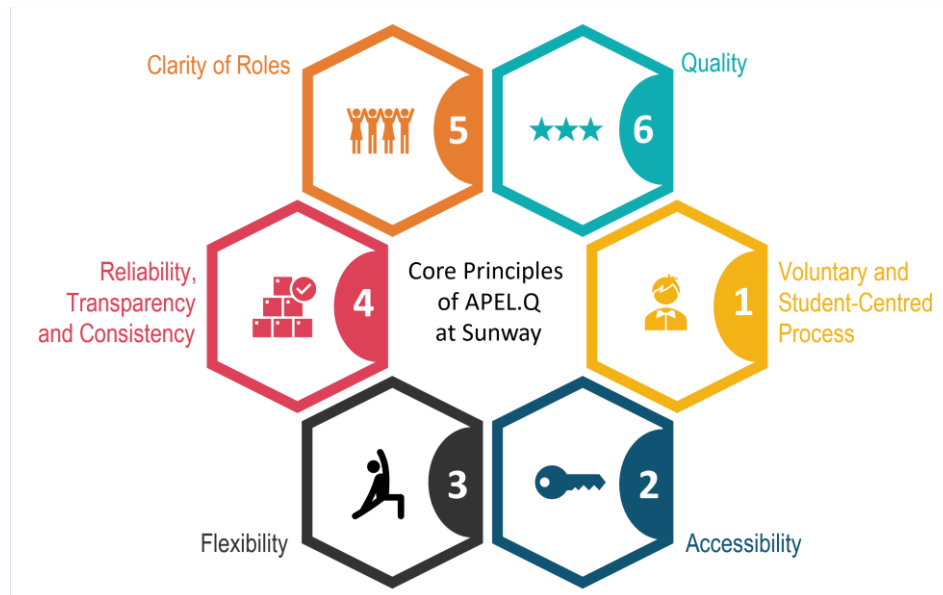 Clarity of Roles
5
6
Quality
Reliability,
Transparency
and Consistency
4
Core Principles
of APEL.Q
at Sunway
1
Voluntary and
Student-Centred
Process
Flexibility
3
2
Accessibility